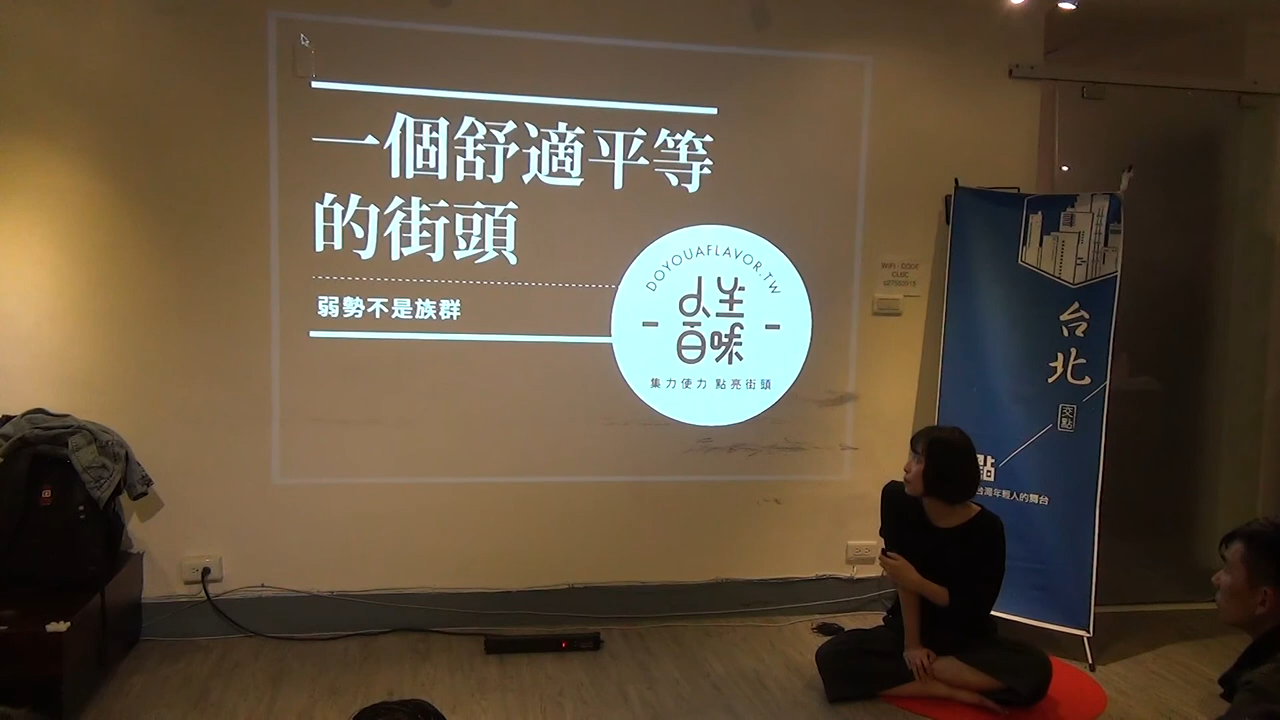 一個舒適平等
的街頭
弱勢不是族群
DOYOUAFLAVOR.TW
人生
百味
集力使力 點亮街頭
台北
交點
點
台灣年輕人的舞台